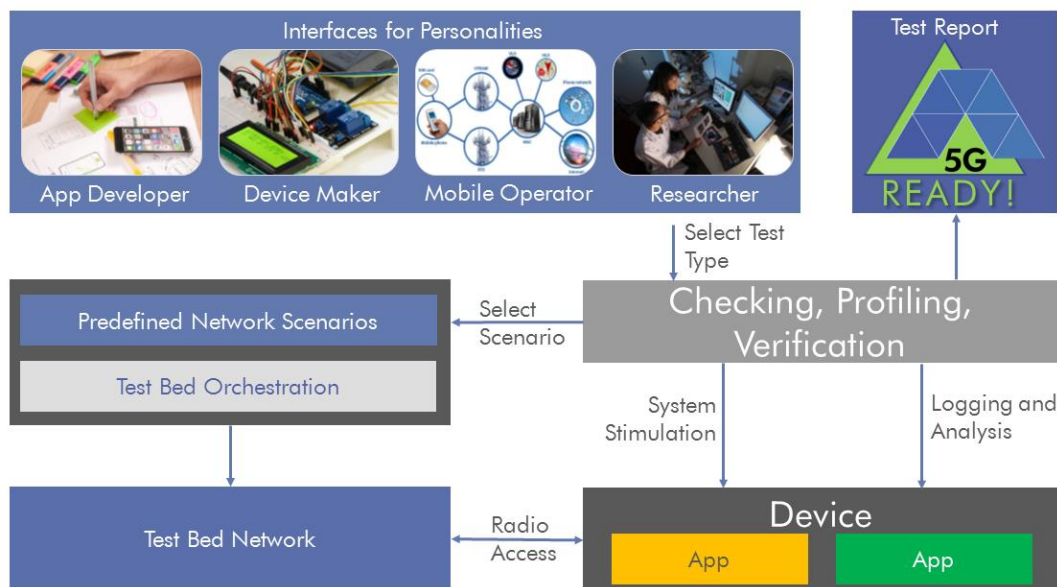 Interfaces for Personalities
App Developer
Device Maker
Mobile Operator
Researcher
Test Report
5G
READY!
Select Test
Type
Checking, Profiling,
Verification
Select
Scenario
Predefined Network Scenarios
Test Bed Orchestration
System
Stimulation
Logging and
Analysis
Test Bed Network
Radio
Access
Device
App
App